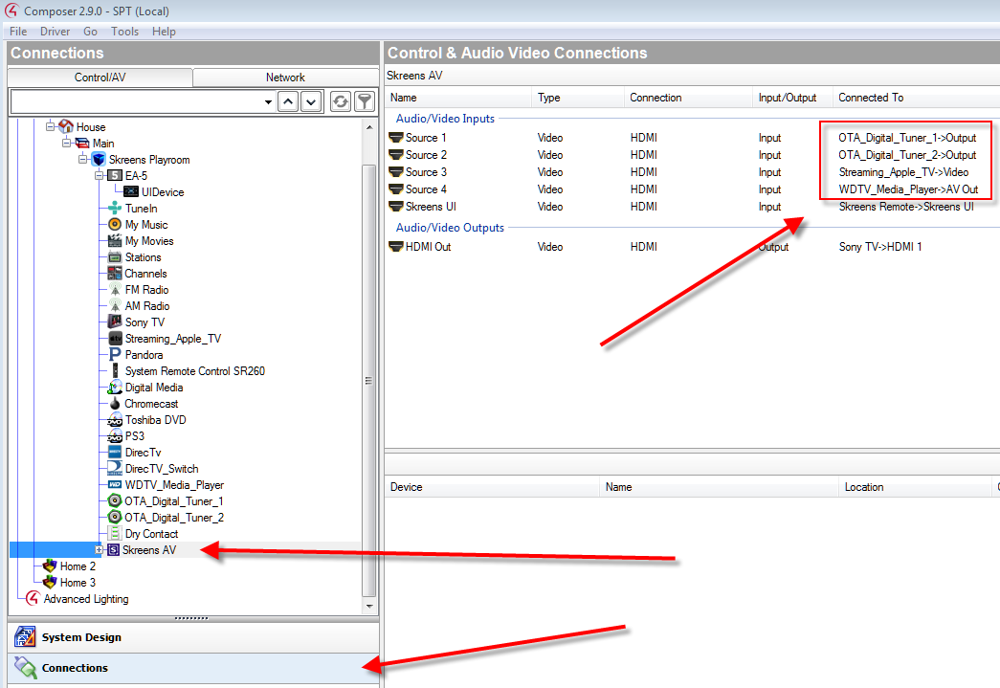 Composer 2.9.0 - SPT (Local)
File Driver Go Tools Help
Connections
Control/AV Network
House
Main
Skreens Playroom
EA-5
UIDevice
TuneIn
My Music
My Movies
Stations
Channels
FM Radio
AM Radio
Sony TV
Streaming_Apple_TV
Pandora
System Remote Control SR260
Digital Media
Chromecast
Toshiba DVD
PS3
DirecTv
DirecTV_Switch
WDTV_Media_Player
OTA_Digital_Tuner_1
OTA_Digital_Tuner_2
Dry Contact
Skreens AV
Home 2
Home 3
Advanced Lighting
System Design
Connections
Control & Audio Video Connections
Skreens AV
Name Type Connection Input/Output Connected To
Audio/Video Inputs
Source 1 Video HDMI Input OTA_Digital_Tuner_1->Output
Source 2 Video HDMI Input OTA_Digital_Tuner_2->Output
Source 3 Video HDMI Input Streaming_Apple_TV->Video
Source 4 Video HDMI Input WDTV_Media_Player->AV Out
Skreens UI Video HDMI Input Skreens Remote->Skreens UI
Audio/Video Outputs
HDMI Out Video HDMI Output Sony TV->HDMI 1
Device Name Location